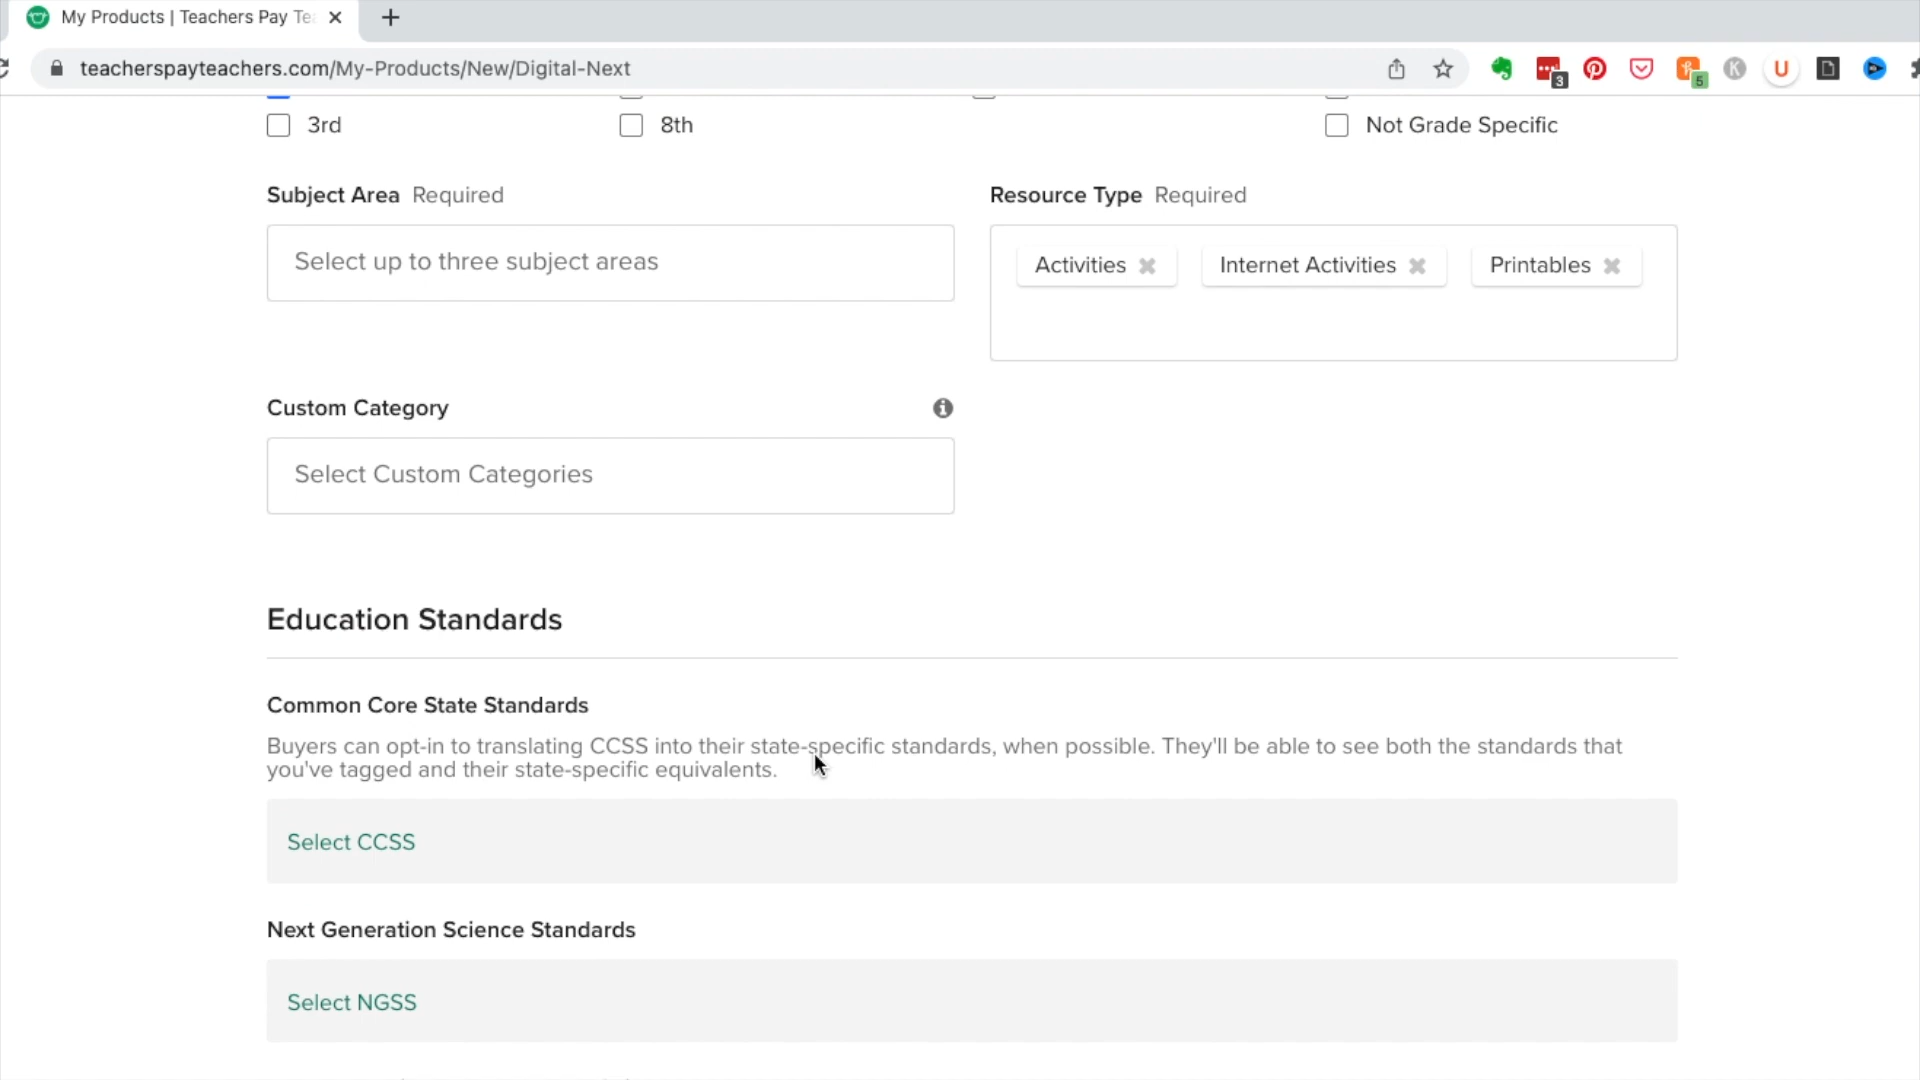 My Products | Teachers Pay Te
teacherspayteachers.com/My-Products/New/Digital-Next
3
5
K
U
3rd
8th
Not Grade Specific
Subject Area Required
Resource Type Required
Select up to three subject areas
Activities
Internet Activities
Printables
Custom Category
Select Custom Categories
Education Standards
Common Core State Standards
Buyers can opt-in to translating CCSS into their state-specific standards, when possible. They'll be able to see both the standards that
you've tagged and their state-specific equivalents.
Select CCSS
Next Generation Science Standards
Select NGSS